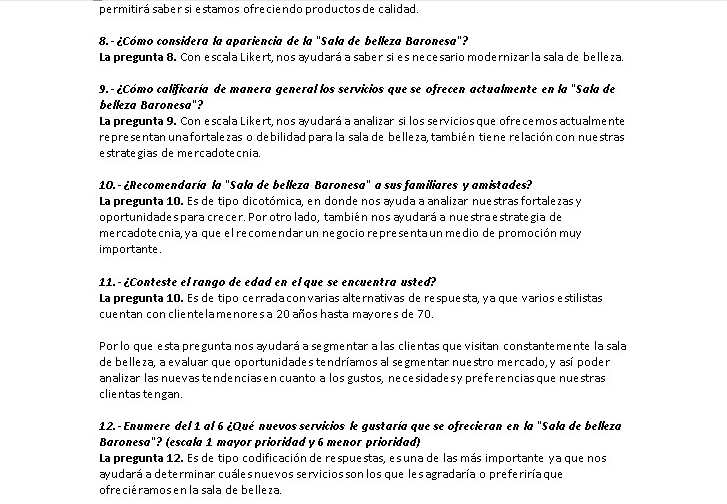 permitirá saber si estamos ofreciendo productos de calidad.
8.- ¿Cómo considera la apariencia de la "Sala de belleza Baronesa"?
La pregunta 8. Con escala Likert, nos ayudará a saber si es necesario modernizar la sala de belleza.
9.- ¿Cómo calificaría de manera general los servicios que se ofrecen actualmente en la "Sala de
belleza Baronesa"?
La pregunta 9. Con escala Likert, nos ayudará a analizar si los servicios que ofrecemos actualmente
representan una fortalezas o debilidad para la sala de belleza, también tiene relación con nuestras
estrategias de mercadotecnia.
10.- ¿Recomendaría la "Sala de belleza Baronesa" a sus familiares y amistades?
La pregunta 10. Es de tipo dicotómica, en donde nos ayuda a analizar nuestras fortalezas y
oportunidades para crecer. Por otro lado, también nos ayudará a nuestra estrategia de
mercadotecnia, ya que el recomendar un negocio representa un medio de promoción muy
importante.
11.- ¿Conteste el rango de edad en el que se encuentra usted?
La pregunta 10. Es de tipo cerrada con varias alternativas de respuesta, ya que varios estilistas
cuentan con clientela menores a 20 años hasta mayores de 70.
Por lo que esta pregunta nos ayudará a segmentar a las clientas que visitan constantemente la sala
de belleza, a evaluar que oportunidades tendríamos al segmentar nuestro mercado, y así poder
analizar las nuevas tendencias en cuanto a los gustos, necesidades y preferencias que nuestras
clientas tengan.
12.- Enumere del 1 al 6 ¿Qué nuevos servicios le gustaría que se ofrecieran en la "Sala de belleza
Baronesa"? (escala 1 mayor prioridad y 6 menor prioridad)
La pregunta 12. Es de tipo codificación de respuestas, es una de las más importante ya que nos
ayudará a determinar cuáles nuevos servicios son los que les agradaría o preferiría que
ofreciéramos en la sala de belleza.